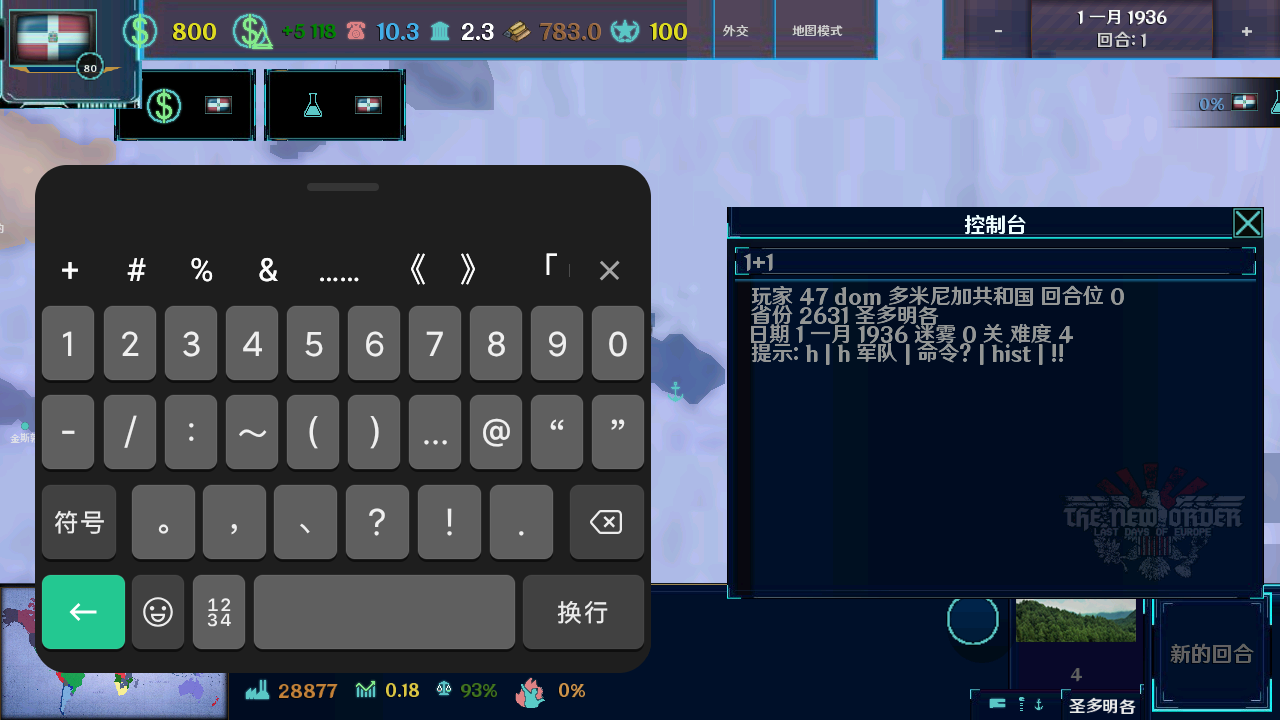 800
+5 118
10.3
2.3
783.0
100
外交
地图模式
-
1 一月 1936
回合: 1
+
80
0%
控制台
1+1
玩家 47 dom 多米尼加共和国 回合位 0
省份 2631 圣多明各
日期 1 一月 1936 迷雾 0 关 难度 4
提示: h | h 军队 | 命令? | hist | !!
THE NEW ORDER
LAST DAYS OF EUROPE
+ # % & …… 《 》 「 ×
1 2 3 4 5 6 7 8 9 0
- / : ～ ( ) … @ “ ”
符号 。 ， 、 ? ! .
12
34
换行
28877
0.18
93%
0%
4
圣多明各
新的回合